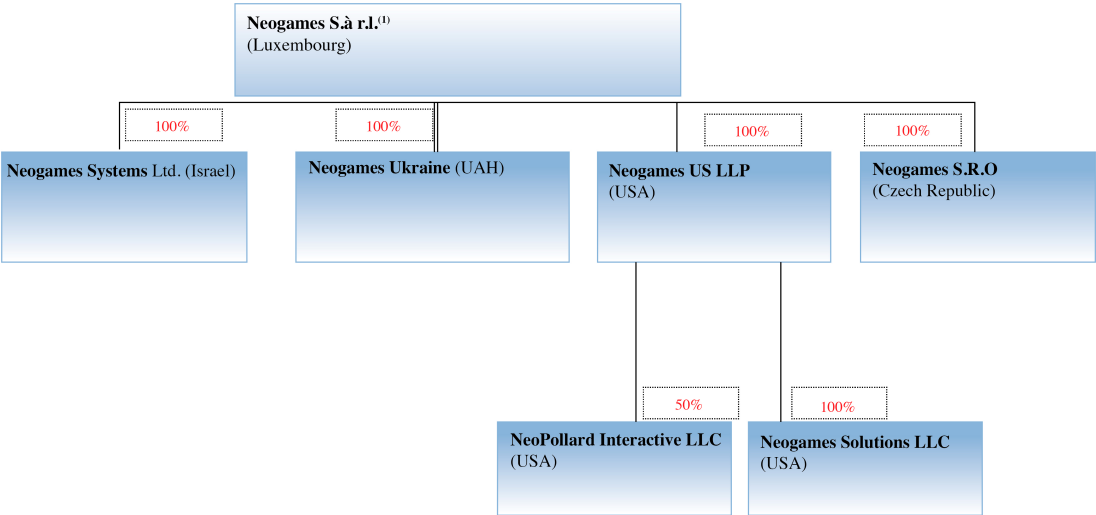 Neogames S.à r.l.(1)
(Luxembourg)
100%
100%
100%
100%
Neogames Systems Ltd. (Israel)
Neogames Ukraine (UAH)
Neogames US LLP
(USA)
Neogames S.R.O
(Czech Republic)
50%
100%
NeoPollard Interactive LLC
(USA)
Neogames Solutions LLC
(USA)